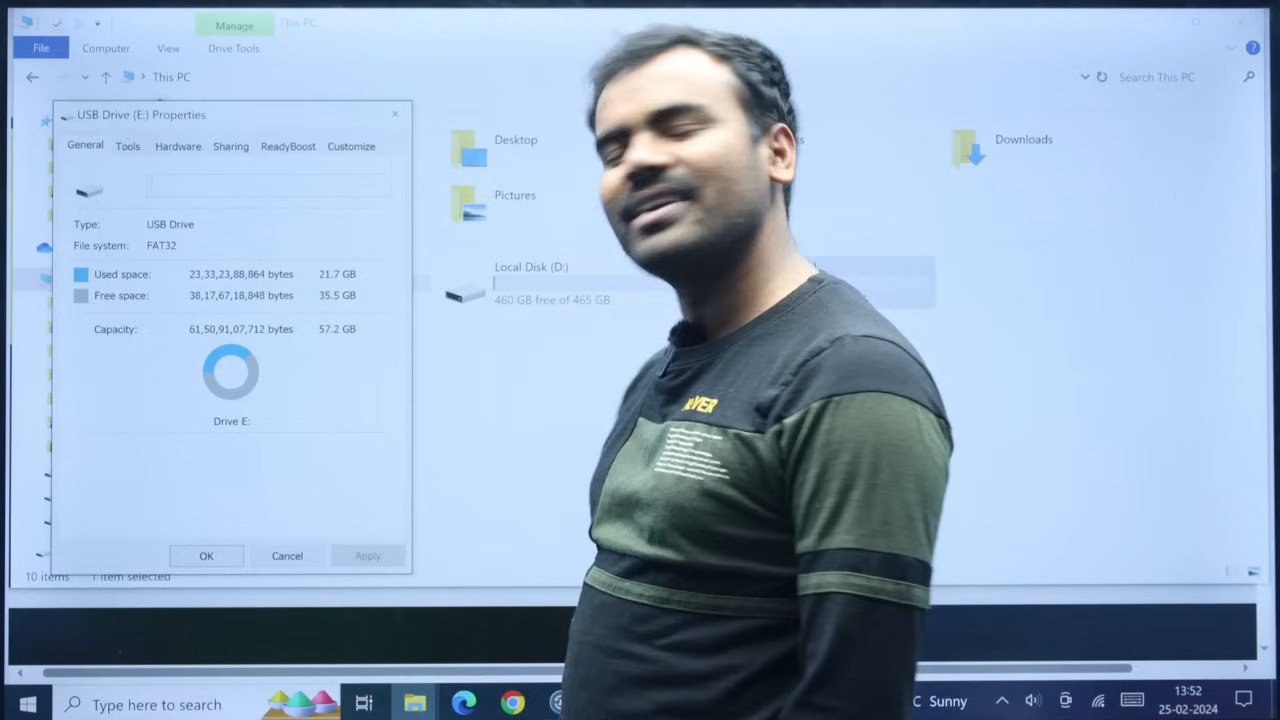 Manage
This PC
File
Computer
View
Drive Tools
This PC
Search This PC
USB Drive (E:) Properties
General
Tools
Hardware
Sharing
ReadyBoost
Customize
Type: USB Drive
File system: FAT32
Used space: 23,33,23,88,864 bytes 21.7 GB
Free space: 38,17,67,18,848 bytes 35.5 GB
Capacity: 61,50,91,07,712 bytes 57.2 GB
Drive E:
OK
Cancel
Apply
Desktop
Downloads
Pictures
Local Disk (D:)
460 GB free of 465 GB
10 items
1 item selected
Type here to search
Sunny
13:52
25-02-2024